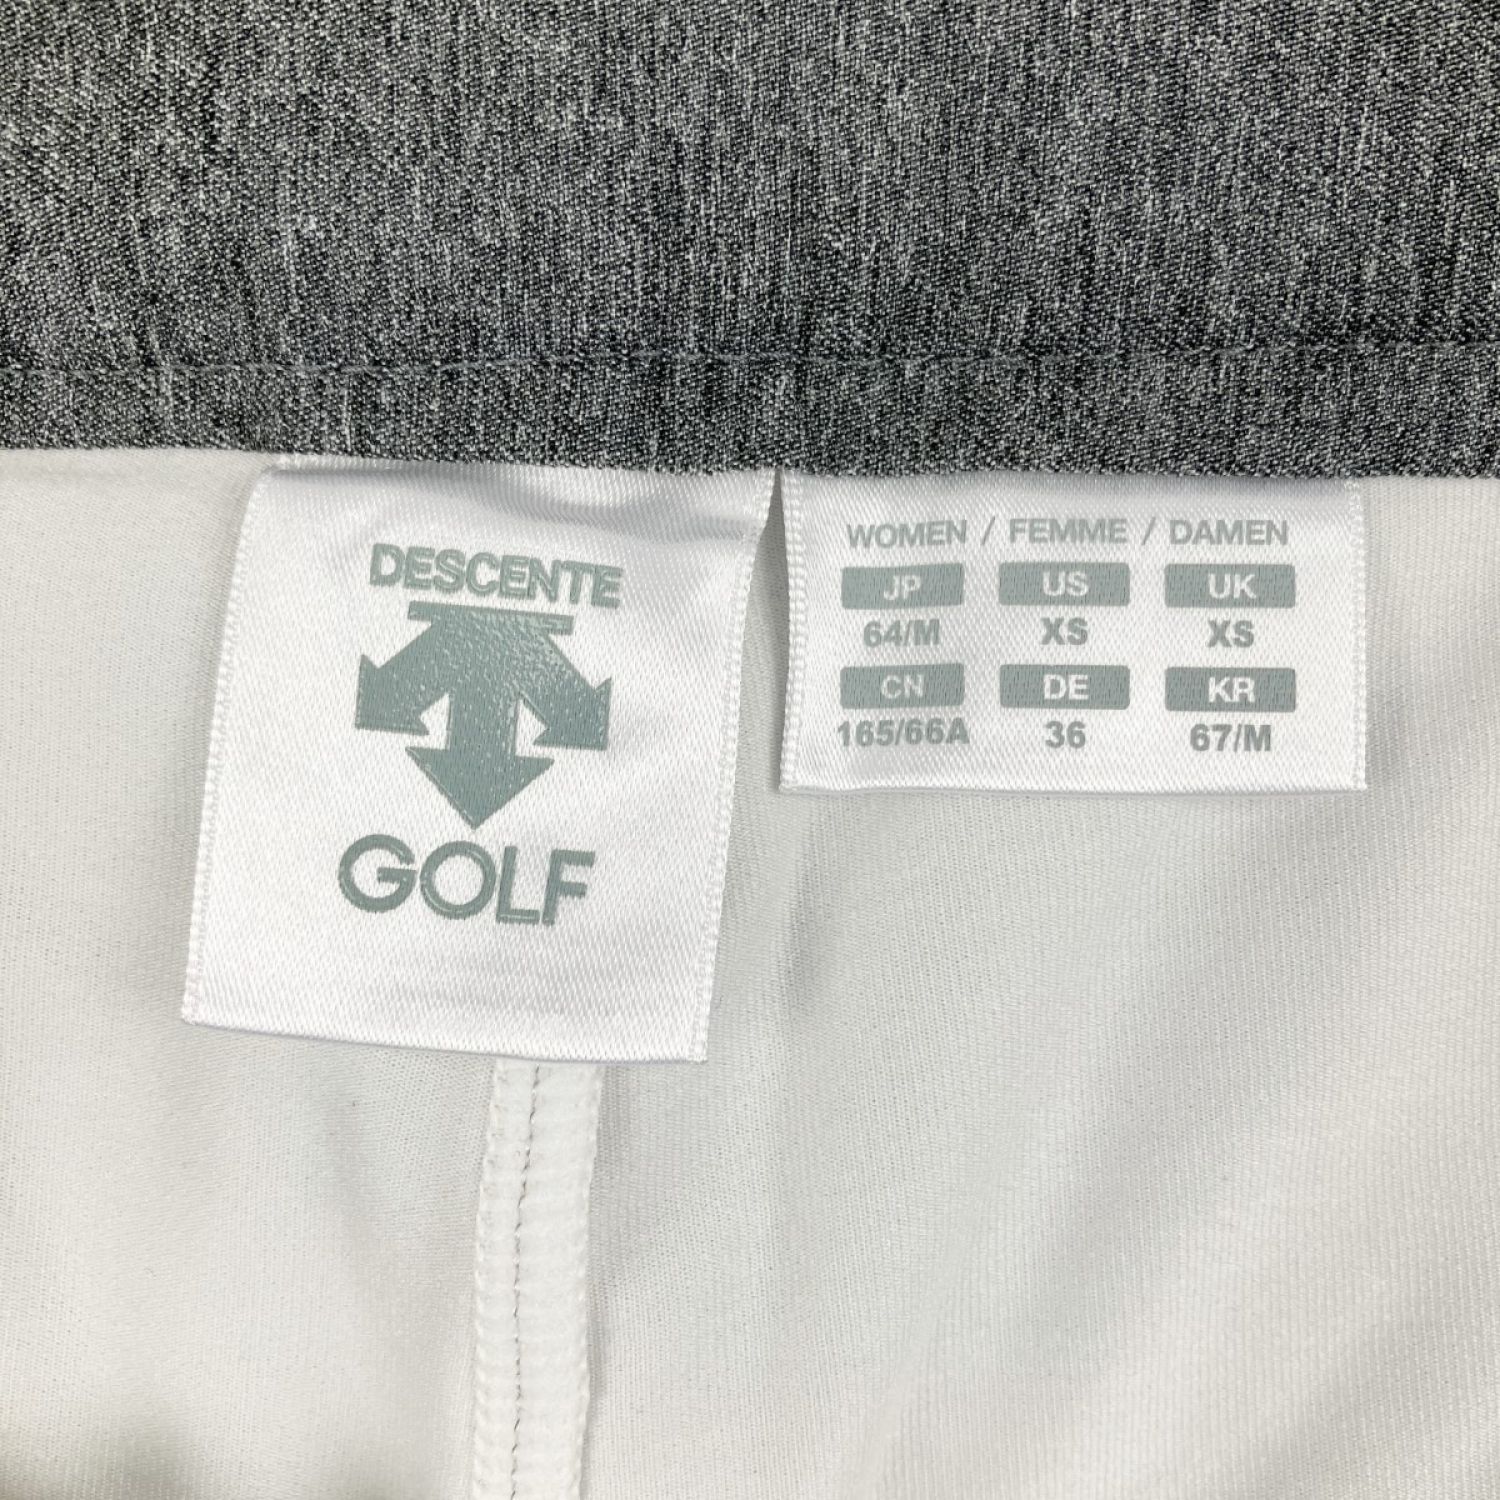 DESCENTE
GOLF
WOMEN / FEMME / DAMEN
JP US UK
64/M XS XS
CN DE KR
165/66A 36 67/M